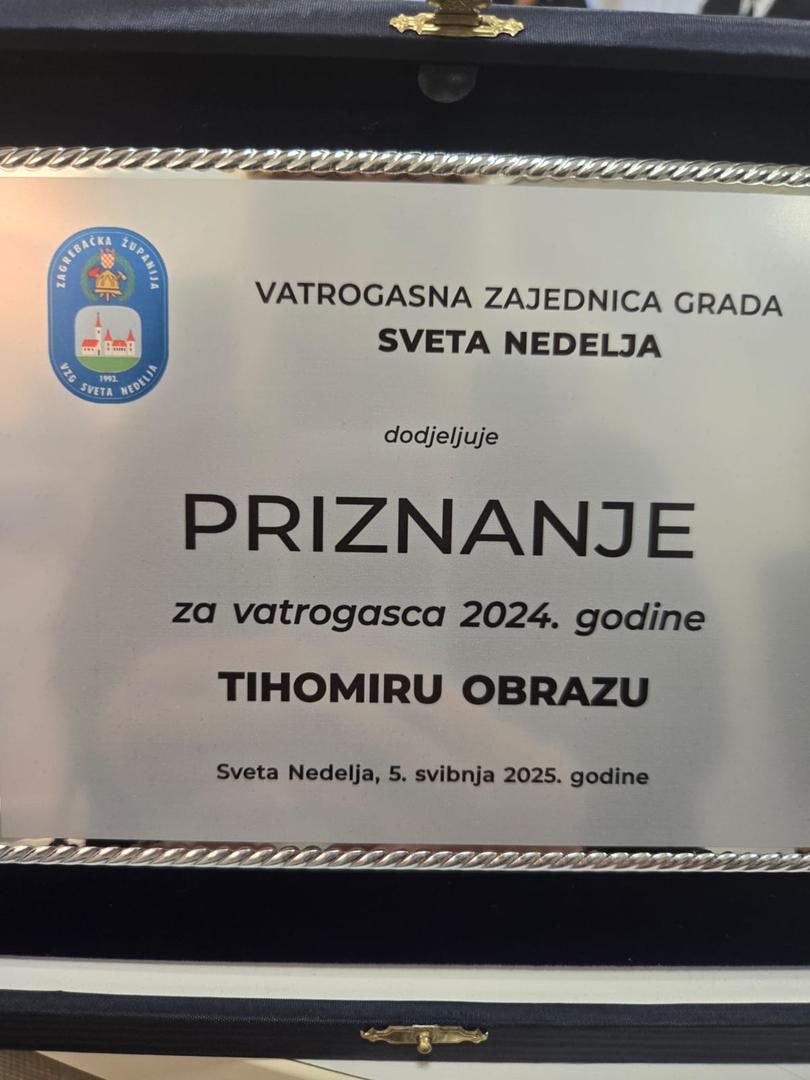 ZAGREBAČKA ŽUPANIJA
1993.
VZG SVETA NEDELJA
VATROGASNA ZAJEDNICA GRADA
SVETA NEDELJA
dodjeljuje
PRIZNANJE
za vatrogasca 2024. godine
TIHOMIRU OBRAZU
Sveta Nedelja, 5. svibnja 2025. godine